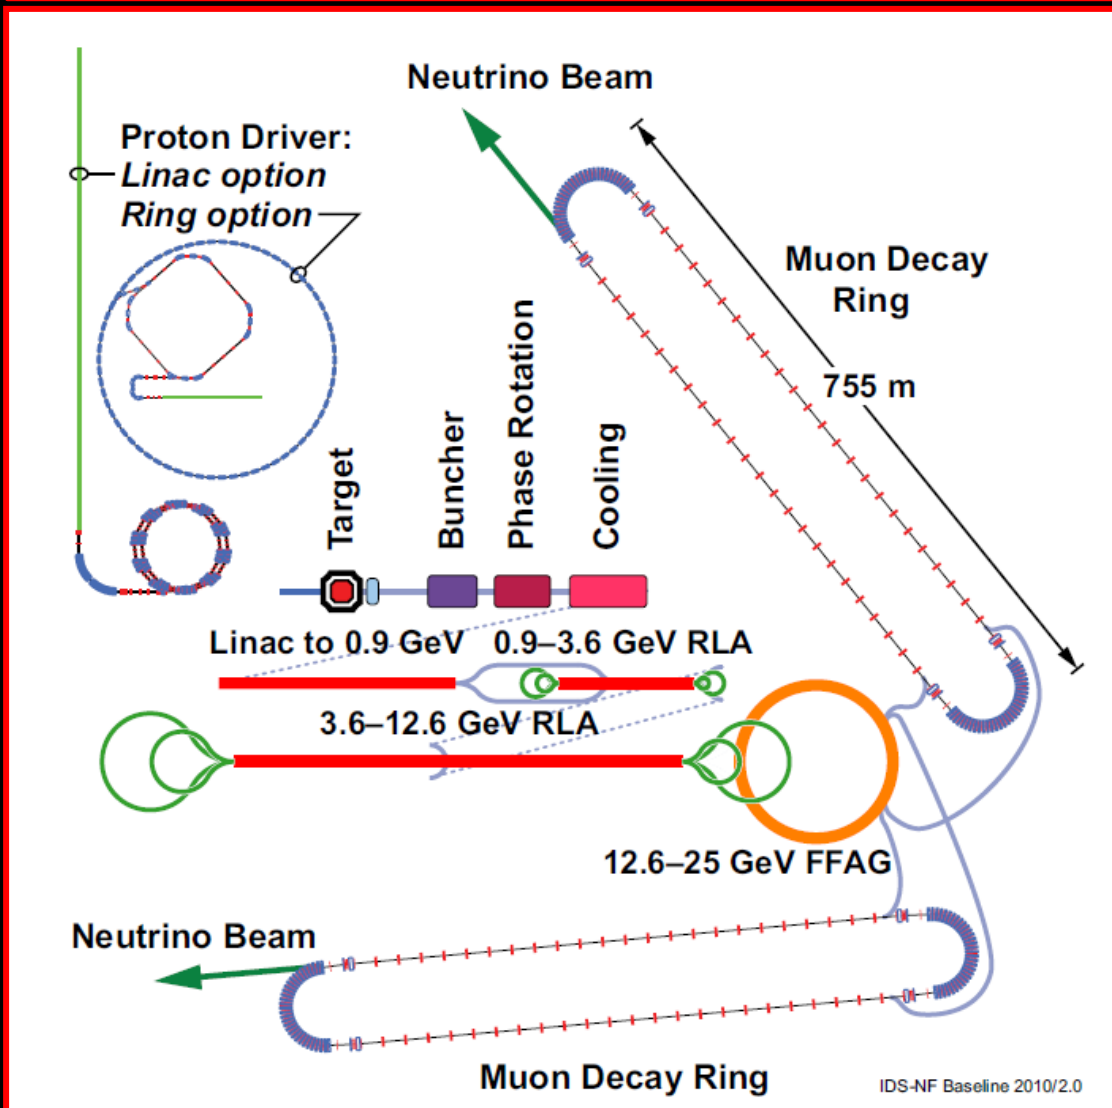 Neutrino Beam
Proton Driver:
Linac option
Ring option
Muon Decay
Ring
755 m
Target
Buncher
Phase Rotation
Cooling
Linac to 0.9 GeV
0.9–3.6 GeV RLA
3.6–12.6 GeV RLA
12.6–25 GeV FFAG
Neutrino Beam
Muon Decay Ring
IDS-NF Baseline 2010/2.0